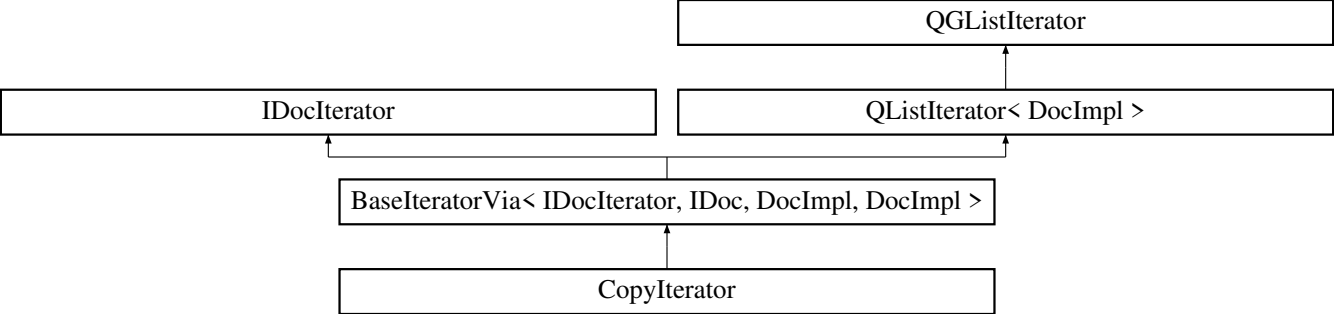 QGListIterator
IDocIterator
QListIterator< DocImpl >
BaseIteratorVia< IDocIterator, IDoc, DocImpl, DocImpl >
CopyIterator